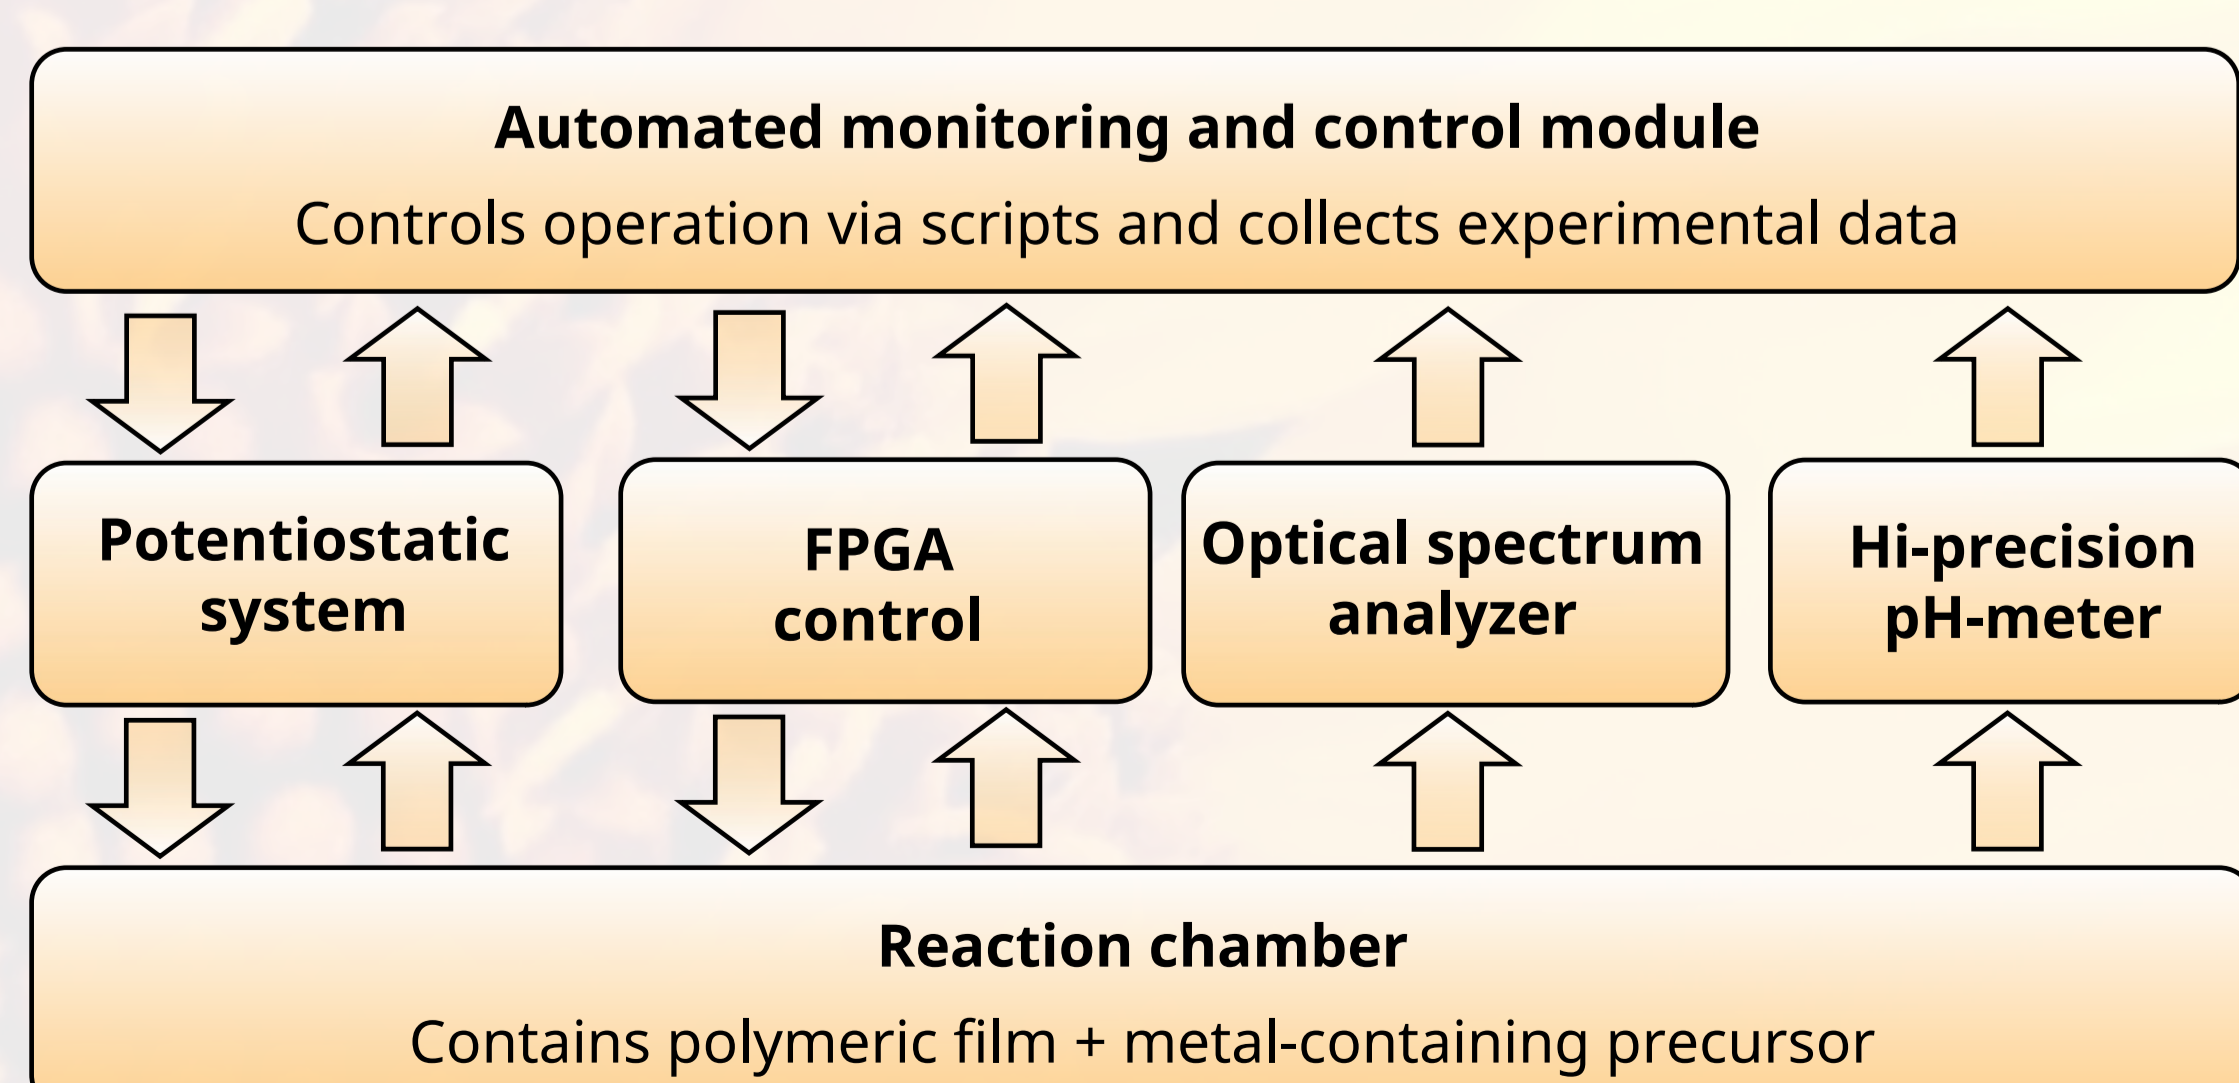 Automated monitoring and control module
Controls operation via scripts and collects experimental data
Potentiostatic
system
FPGA
control
Optical spectrum
analyzer
Hi-precision
pH-meter
Reaction chamber
Contains polymeric film + metal-containing precursor